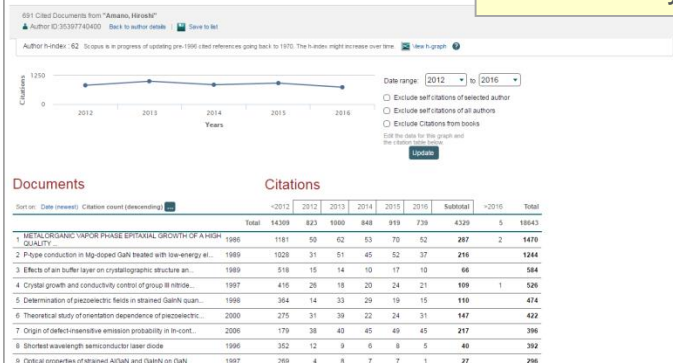 691 Cited Documents from "Amano, Hiroshi"
Author ID:35397740400 Back to author details | Save to list
Author h-index : 62 Scopus is in progress of updating pre-1996 cited references going back to 1970. The h-index might increase over time. View h-graph
Citations
1250
0
2012 2013 2014 2015 2016
Years
Date range: 2012 to 2016
Exclude self citations of selected author
Exclude self citations of all authors
Exclude Citations from books
Edit the data for this graph and
the citation table below.
Update
Documents Citations
Sort on: Date (newest) Citation count (descending) ... <2012 2012 2013 2014 2015 2016 Subtotal >2016 Total
Total 14309 823 1000 848 919 739 4329 5 18643
1 METALORGANIC VAPOR PHASE EPITAXIAL GROWTH OF A HIGH QUALITY ... 1986 1181 50 62 53 70 52 287 2 1470
2 P-type conduction in Mg-doped GaN treated with low-energy el... 1989 1028 31 51 45 52 37 216 1244
3 Effects of ain buffer layer on crystallographic structure an... 1989 518 15 14 10 17 10 66 584
4 Crystal growth and conductivity control of group III nitride... 1997 416 26 18 20 24 21 109 1 526
5 Determination of piezoelectric fields in strained GaInN quan... 1998 364 14 33 29 19 15 110 474
6 Theoretical study of orientation dependence of piezoelectric... 2000 275 31 39 22 24 31 147 422
7 Origin of defect-insensitive emission probability in In-cont... 2006 179 38 40 45 49 45 217 396
8 Shortest wavelength semiconductor laser diode 1996 352 12 9 6 8 5 40 392
9 Optical properties of strained AlGaN and GaInN on GaN 1997 269 4 8 7 7 1 27 296